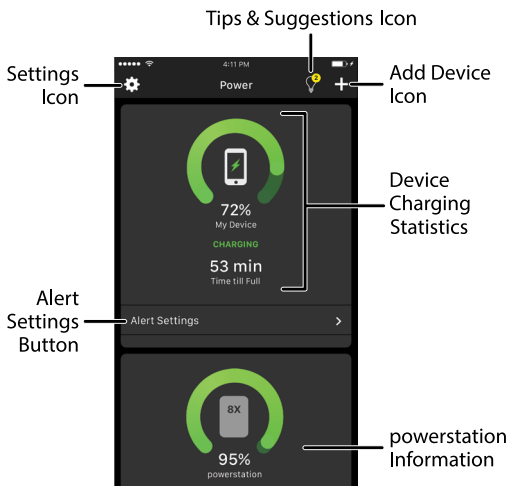 Tips & Suggestions Icon
Settings
Icon
Add Device
Icon
4:11 PM
Power
2
72%
My Device
CHARGING
53 min
Time till Full
Device
Charging
Statistics
Alert
Settings
Button
Alert Settings
8X
95%
powerstation
powerstation
Information